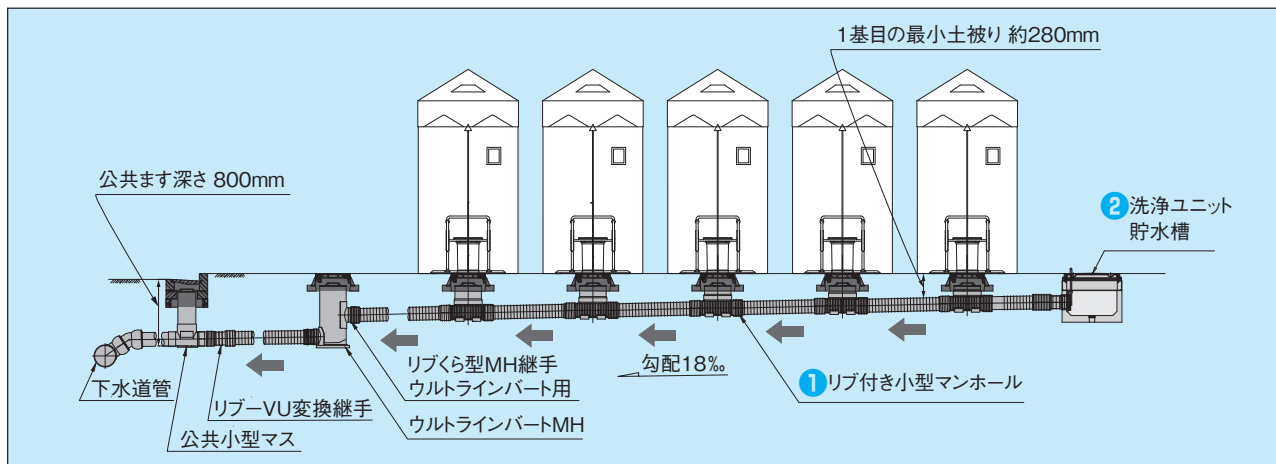 1基目の最小土被り 約280mm
公共ます深さ 800mm
2 洗浄ユニット
貯水槽
リブくら型MH継手
ウルトラインバート用
勾配18‰
1 リブ付き小型マンホール
下水道管
リブーVU変換継手
ウルトラインバートMH
公共小型マス